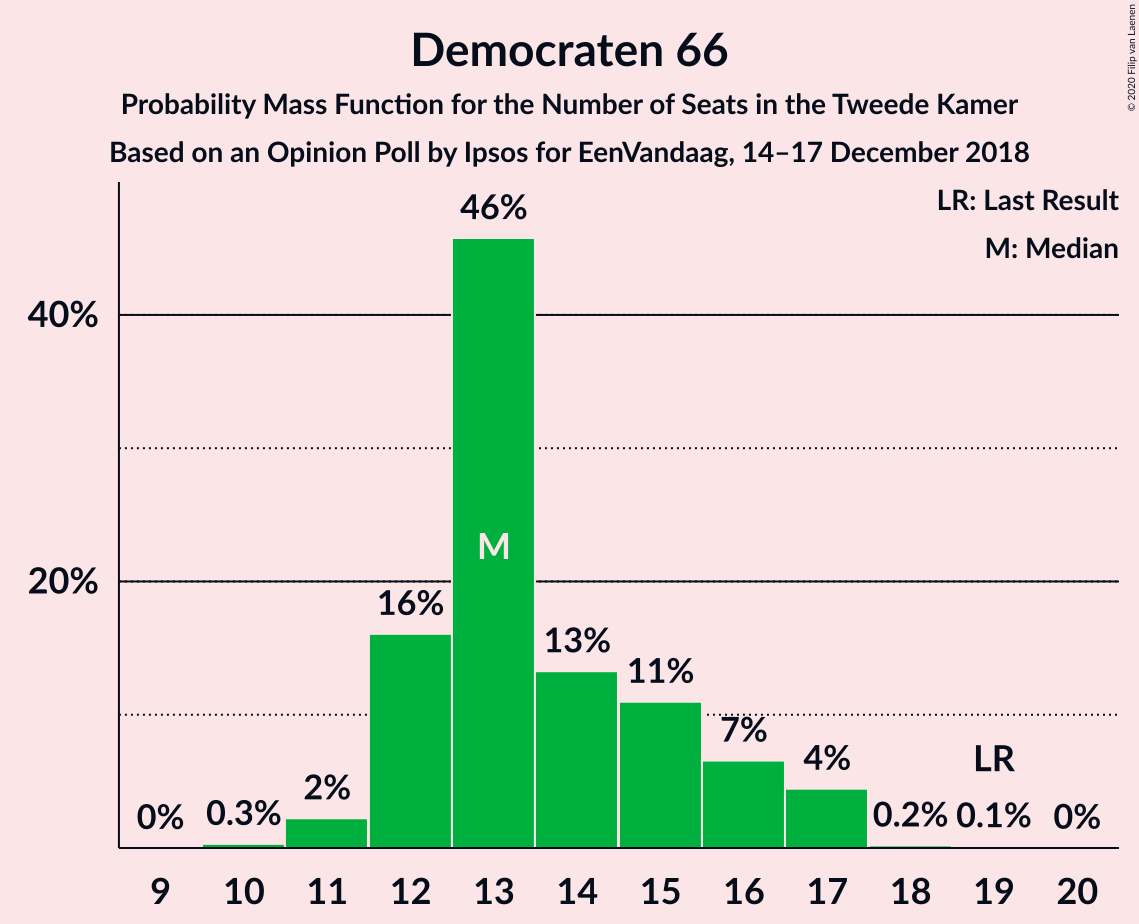 Democraten 66
Probability Mass Function for the Number of Seats in the Tweede Kamer
Based on an Opinion Poll by Ipsos for EenVandaag, 14–17 December 2018
© 2020 Filip van Laenen
LR: Last Result
M: Median
46%
40%
M
20%
16%
13%
11%
7%
4%
LR
2%
0%
0.3%
0.2%
0.1%
0%
9 10 11 12 13 14 15 16 17 18 19 20